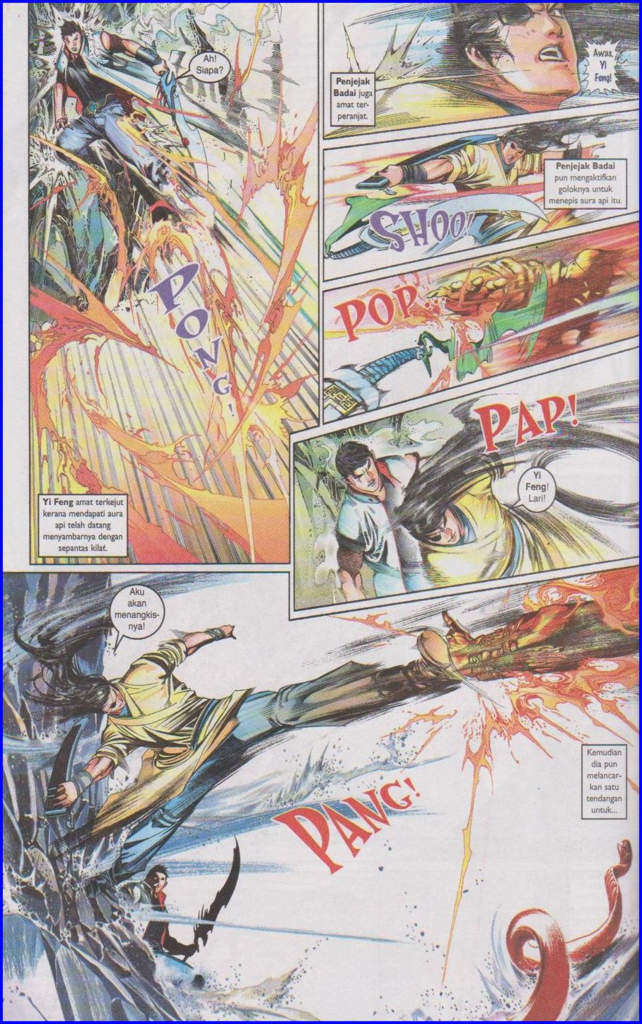 Ah!
Siapa?
PONG!
Yi Feng amat terkejut
kerana mendapati aura
api telah datang
menyambarnya dengan
sepantas kilat.
Penjejak
Badai juga
amat ter-
peranjat.
Awas,
Yi
Feng!
Penjejak Badai
pun mengaktifkan
goloknya untuk
menepis sura api itu.
SHOO!
POP
PAP!
Yi
Feng!
Lari!
Aku
akan
menangkis-
nya!
Kemudian
dia pun
melancar-
kan satu
tendangan
untuk...
PANG!